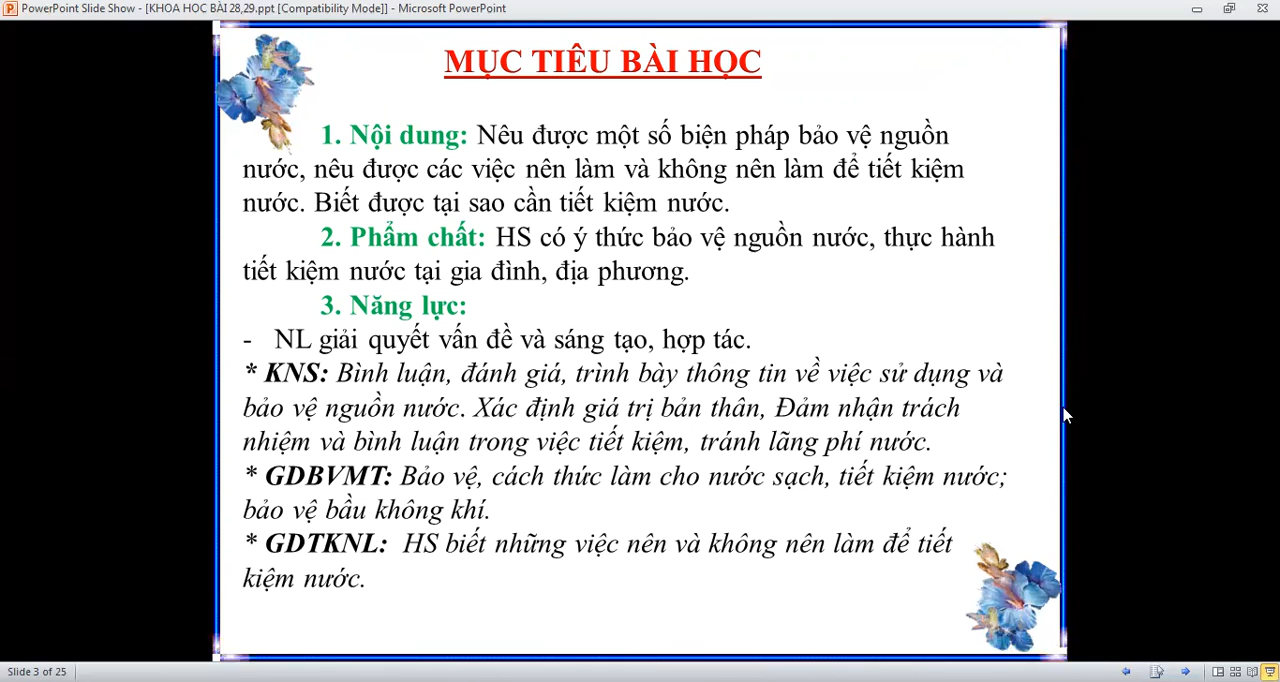 PowerPoint Slide Show - [KHOA HOC BÀI 28,29.ppt [Compatibility Mode]] - Microsoft PowerPoint
MỤC TIÊU BÀI HỌC
1. Nội dung: Nêu được một số biện pháp bảo vệ nguồn
nước, nêu được các việc nên làm và không nên làm để tiết kiệm
nước. Biết được tại sao cần tiết kiệm nước.
2. Phẩm chất: HS có ý thức bảo vệ nguồn nước, thực hành
tiết kiệm nước tại gia đình, địa phương.
3. Năng lực:
- NL giải quyết vấn đề và sáng tạo, hợp tác.
* KNS: Bình luận, đánh giá, trình bày thông tin về việc sử dụng và
bảo vệ nguồn nước. Xác định giá trị bản thân, Đảm nhận trách
nhiệm và bình luận trong việc tiết kiệm, tránh lãng phí nước.
* GDBVMT: Bảo vệ, cách thức làm cho nước sạch, tiết kiệm nước;
bảo vệ bầu không khí.
* GDTKNL: HS biết những việc nên và không nên làm để tiết
kiệm nước.
Slide 3 of 25